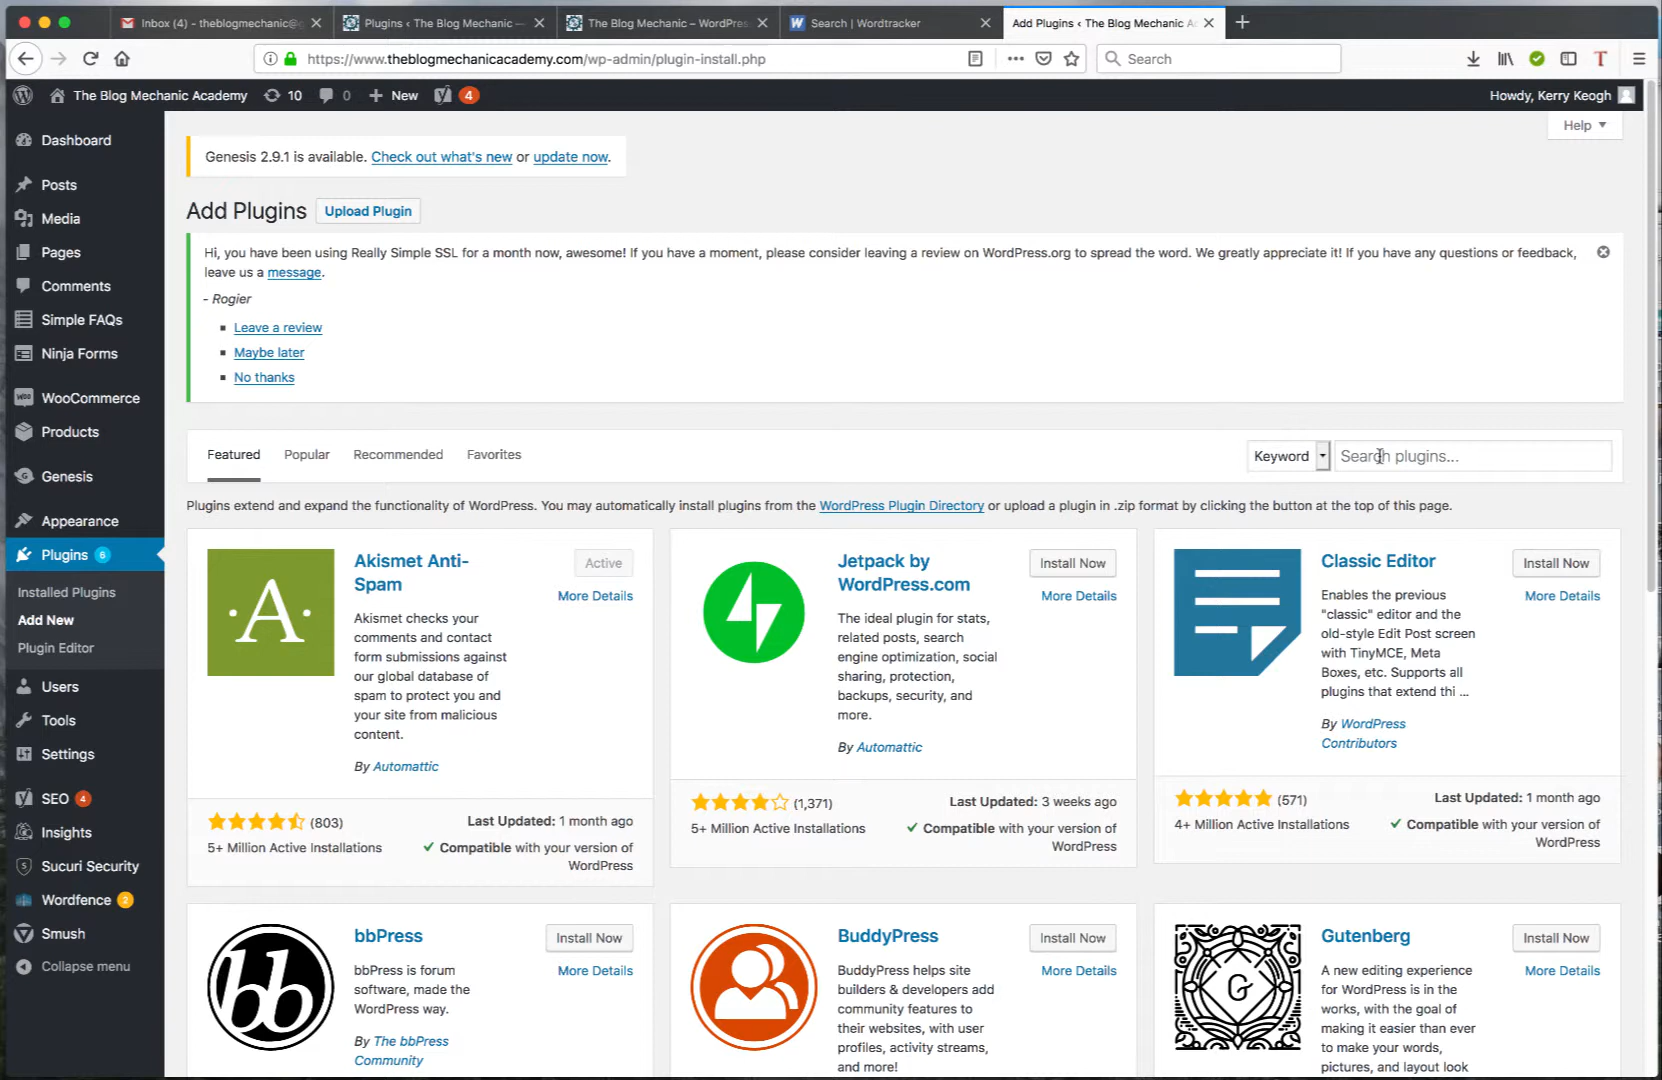 Inbox (4) - theblogmechanic@
Plugins < The Blog Mechanic —
The Blog Mechanic – WordPres
Search | Wordtracker
Add Plugins < The Blog Mechanic A
https://www.theblogmechanicacademy.com/wp-admin/plugin-install.php
Search
The Blog Mechanic Academy
10
0
New
4
Howdy, Kerry Keogh
Help
Dashboard
Posts
Media
Pages
Comments
Simple FAQs
Ninja Forms
WooCommerce
Products
Genesis
Appearance
Plugins 6
Installed Plugins
Add New
Plugin Editor
Users
Tools
Settings
SEO 4
Insights
Sucuri Security
Wordfence 2
Smush
Collapse menu
Genesis 2.9.1 is available. Check out what's new or update now.
Add Plugins
Upload Plugin
Hi, you have been using Really Simple SSL for a month now, awesome! If you have a moment, please consider leaving a review on WordPress.org to spread the word. We greatly appreciate it! If you have any questions or feedback,
leave us a message.
- Rogier
Leave a review
Maybe later
No thanks
Featured
Popular
Recommended
Favorites
Keyword
Search plugins...
Plugins extend and expand the functionality of WordPress. You may automatically install plugins from the WordPress Plugin Directory or upload a plugin in .zip format by clicking the button at the top of this page.
·A·
Akismet Anti-
Spam
Active
More Details
Akismet checks your
comments and contact
form submissions against
our global database of
spam to protect you and
your site from malicious
content.
By Automattic
(803)
5+ Million Active Installations
Last Updated: 1 month ago
Compatible with your version of
WordPress
Jetpack by
WordPress.com
Install Now
More Details
The ideal plugin for stats,
related posts, search
engine optimization, social
sharing, protection,
backups, security, and
more.
By Automattic
(1,371)
5+ Million Active Installations
Last Updated: 3 weeks ago
Compatible with your version of
WordPress
Classic Editor
Install Now
More Details
Enables the previous
"classic" editor and the
old-style Edit Post screen
with TinyMCE, Meta
Boxes, etc. Supports all
plugins that extend thi ...
By WordPress
Contributors
(571)
4+ Million Active Installations
Last Updated: 1 month ago
Compatible with your version of
WordPress
bb
bbPress
Install Now
More Details
bbPress is forum
software, made the
WordPress way.
By The bbPress
Community
BuddyPress
Install Now
More Details
BuddyPress helps site
builders & developers add
community features to
their websites, with user
profiles, activity streams,
and more!
G
Gutenberg
Install Now
More Details
A new editing experience
for WordPress is in the
works, with the goal of
making it easier than ever
to make your words,
pictures, and layout look